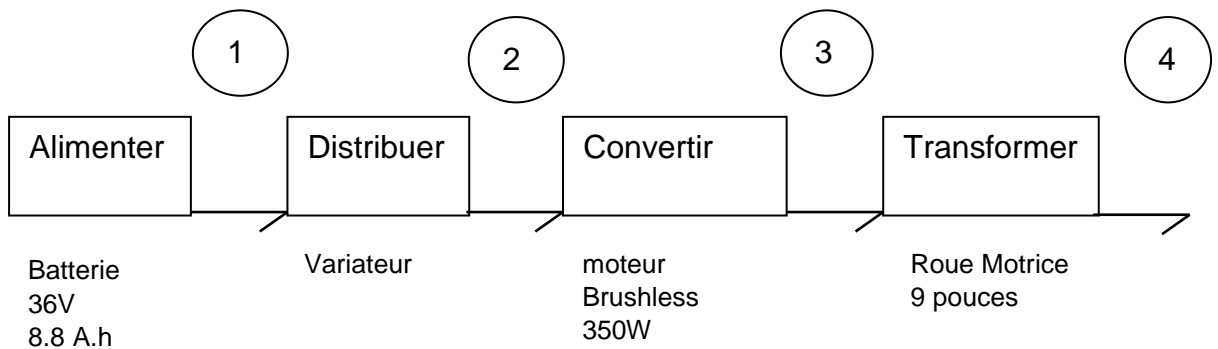 1
2
3
4
Alimenter
Distribuer
Convertir
Transformer
Batterie
36V
8.8 A.h
Variateur
moteur
Brushless
350W
Roue Motrice
9 pouces